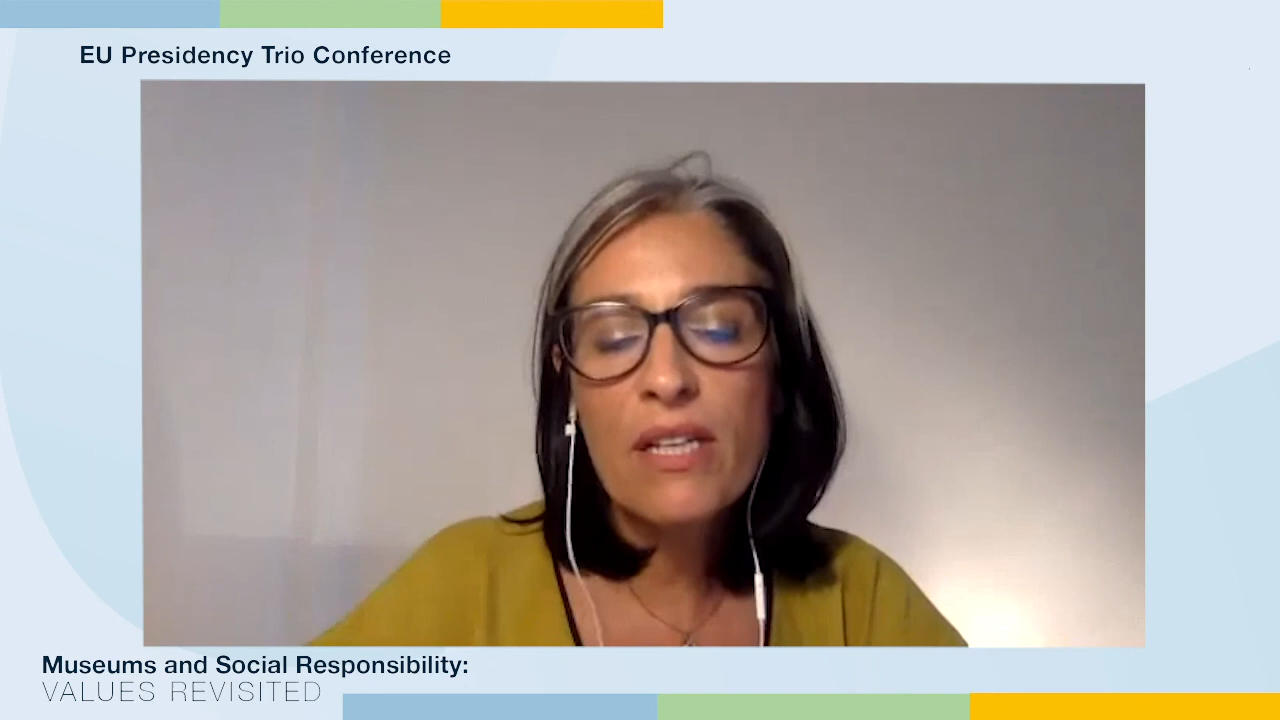 EU Presidency Trio Conference
Museums and Social Responsibility:
VALUES REVISITED